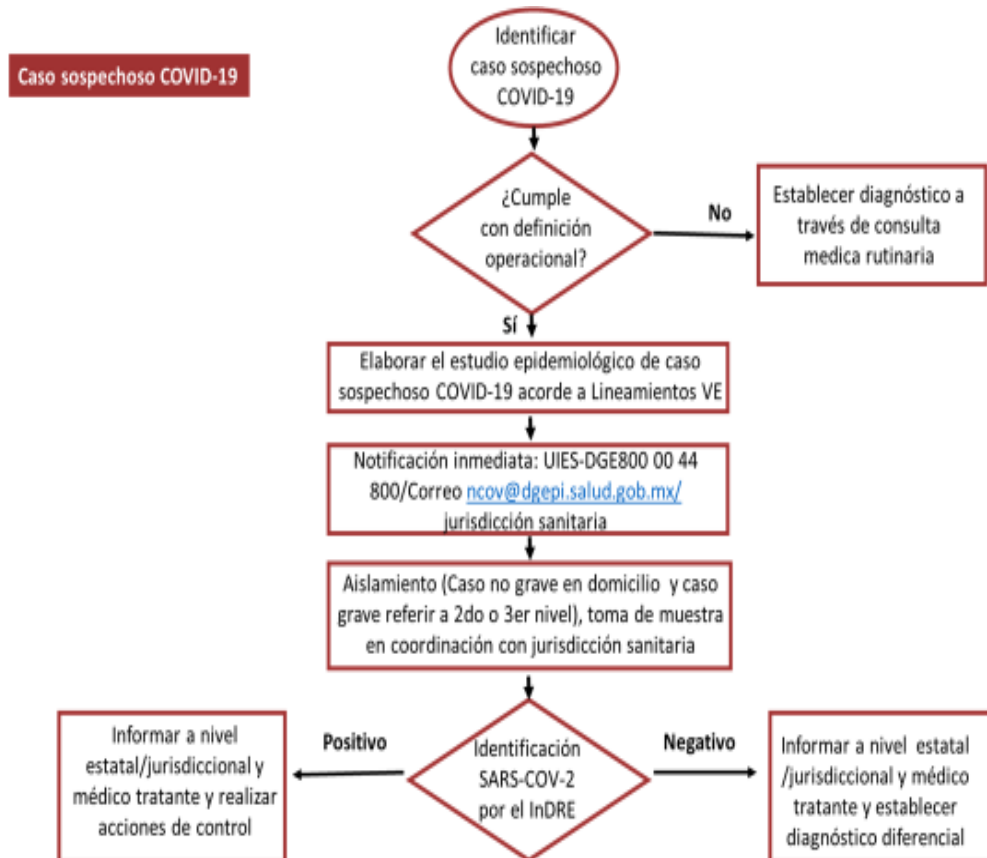 Caso sospechoso COVID-19
Identificar
caso sospechoso
COVID-19
¿Cumple
con definición
operacional?
No
Establecer diagnóstico a
través de consulta
medica rutinaria
Sí
Elaborar el estudio epidemiológico de caso
sospechoso COVID-19 acorde a Lineamientos VE
Notificación inmediata: UIES-DGE800 00 44
800/Correo ncov@dgepi.salud.gob.mx/
jurisdicción sanitaria
Aislamiento (Caso no grave en domicilio y caso
grave referir a 2do o 3er nivel), toma de muestra
en coordinación con jurisdicción sanitaria
Identificación
SARS-COV-2
por el InDRE
Positivo
Informar a nivel
estatal/jurisdiccional y
médico tratante y realizar
acciones de control
Negativo
Informar a nivel estatal
/jurisdiccional y médico
tratante y establecer
diagnóstico diferencial